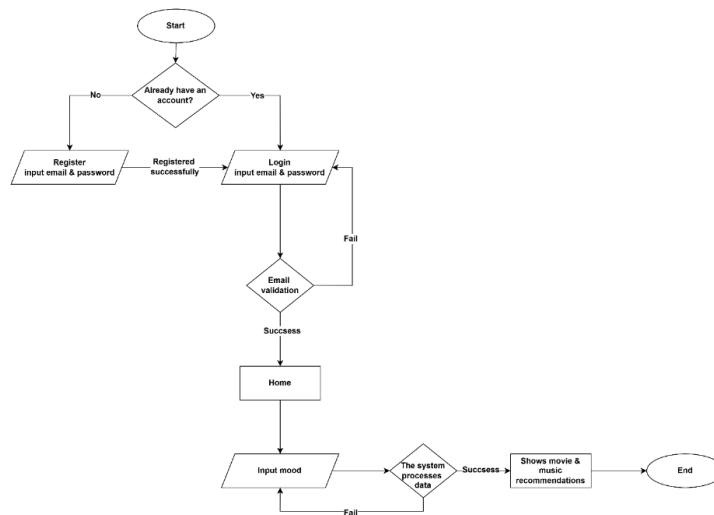 Start
Already have an
account?
No
Yes
Register
input email & password
Registered
successfully
Login
input email & password
Fail
Email
validation
Succsess
Home
Input mood
The system
processes
data
Succsess
Shows movie &
music
recommendations
End
Fail